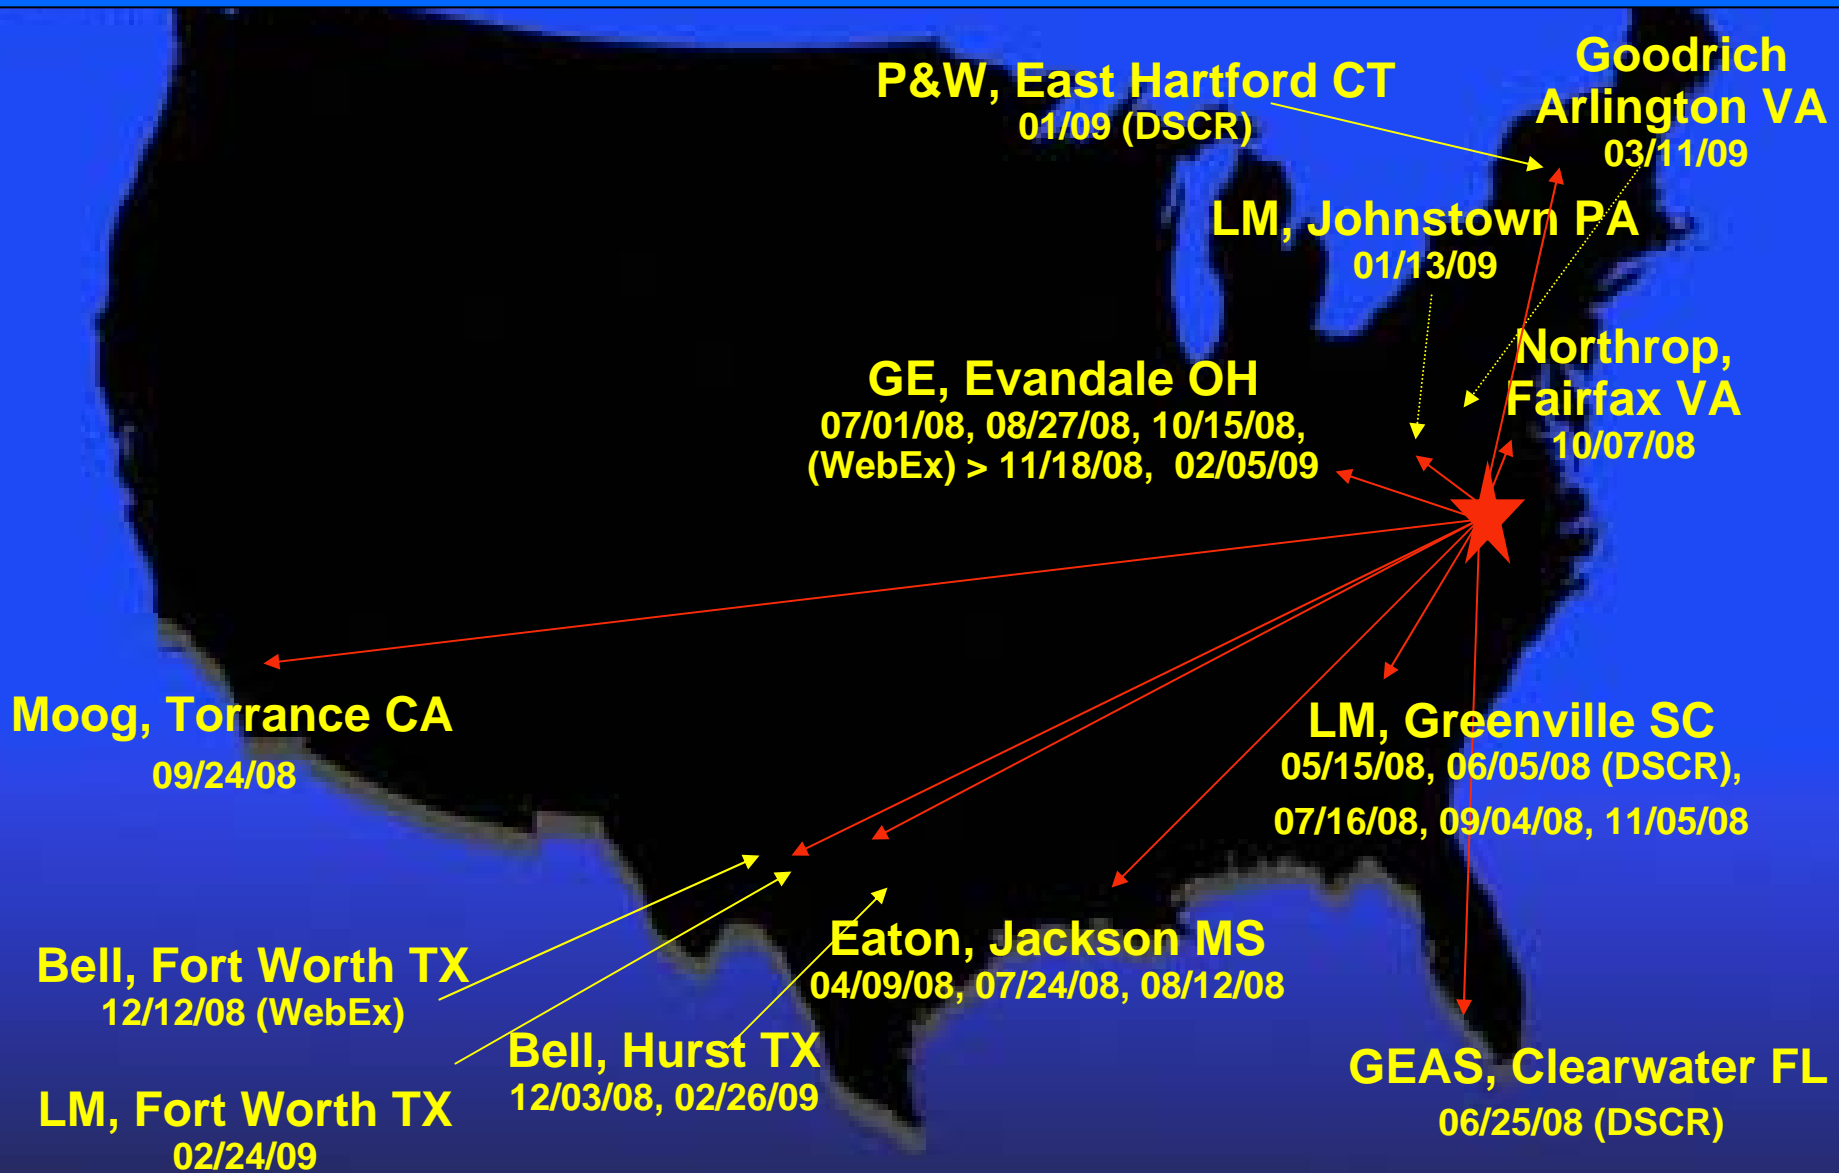 P&W, East Hartford CT
01/09 (DSCR)
Goodrich
Arlington VA
03/11/09
LM, Johnstown PA
01/13/09
Northrop,
Fairfax VA
10/07/08
GE, Evandale OH
07/01/08, 08/27/08, 10/15/08,
(WebEx) > 11/18/08, 02/05/09
Moog, Torrance CA
09/24/08
LM, Greenville SC
05/15/08, 06/05/08 (DSCR),
07/16/08, 09/04/08, 11/05/08
Eaton, Jackson MS
04/09/08, 07/24/08, 08/12/08
Bell, Fort Worth TX
12/12/08 (WebEx)
Bell, Hurst TX
12/03/08, 02/26/09
LM, Fort Worth TX
02/24/09
GEAS, Clearwater FL
06/25/08 (DSCR)